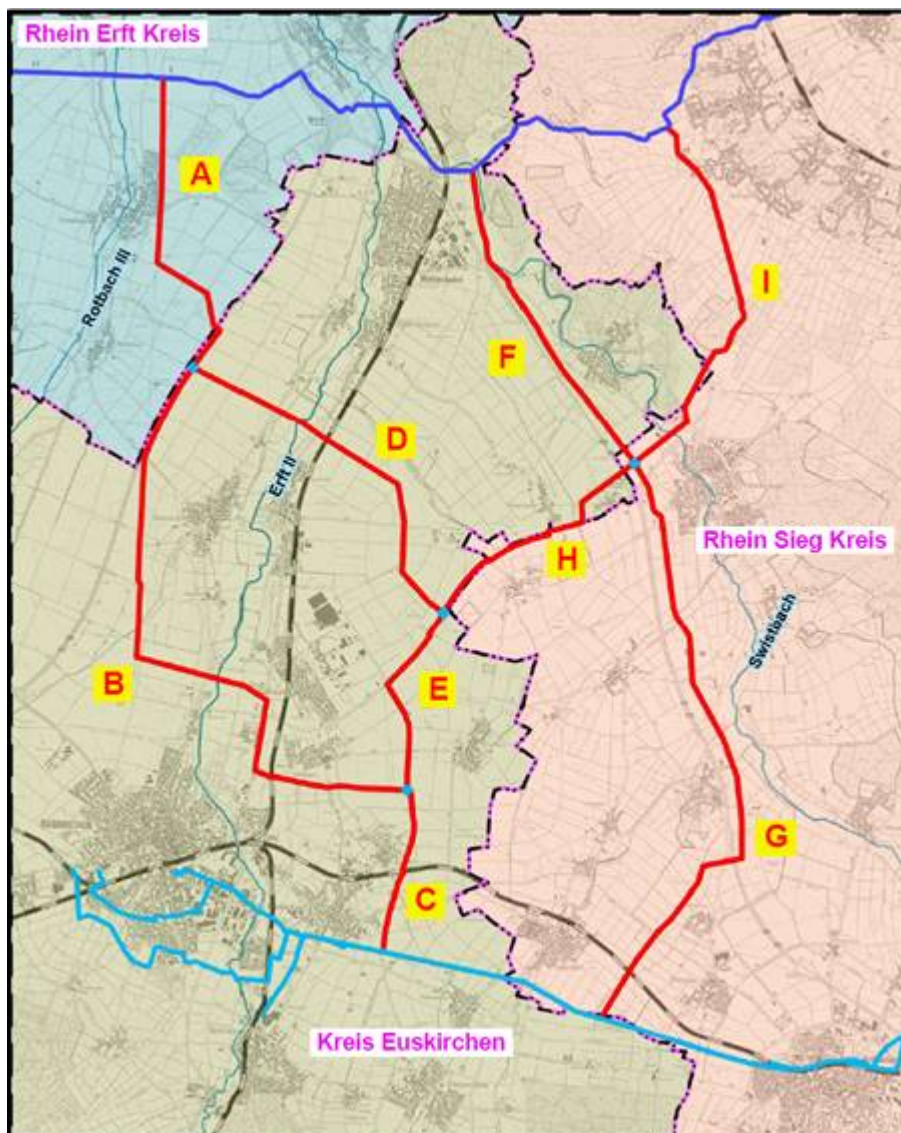 Rhein Erft Kreis
A
Rotbach III
I
F
D
Erft II
Rhein Sieg Kreis
H
Swistbach
B
E
G
C
Kreis Euskirchen